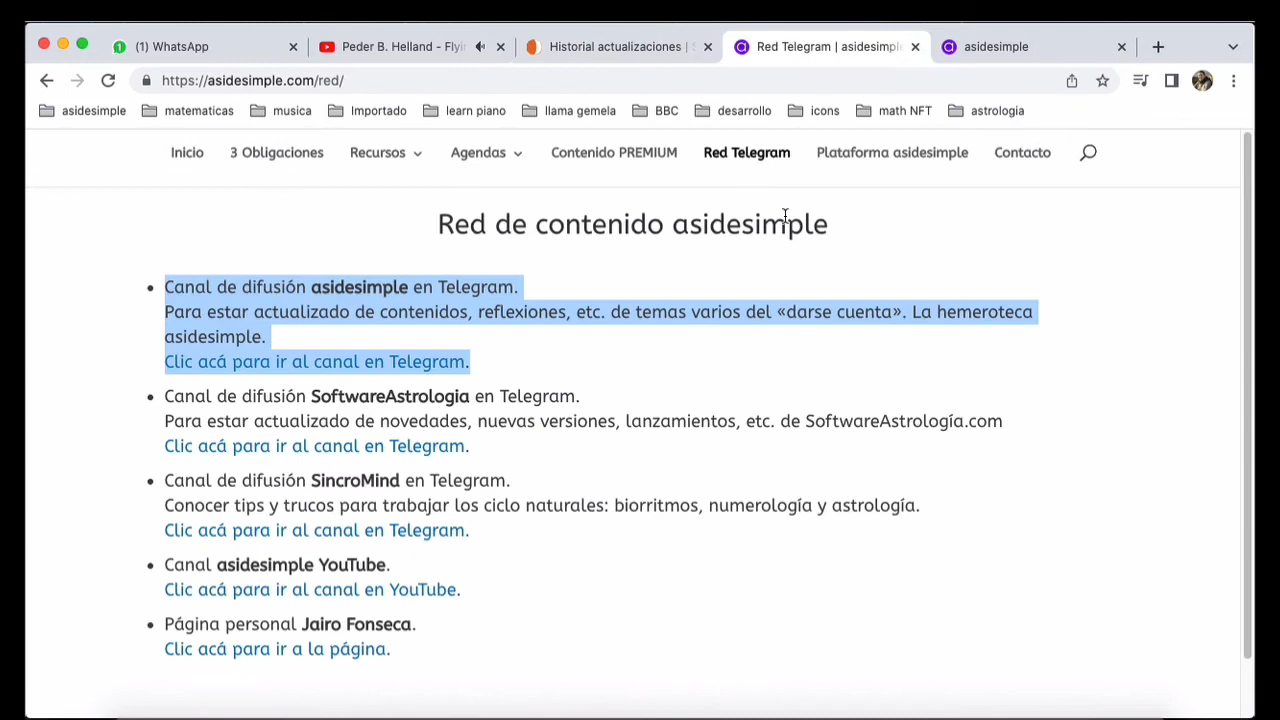 (1) WhatsApp
Peder B. Helland - Flyi
Historial actualizaciones |
Red Telegram | asidesimple
asidesimple
https://asidesimple.com/red/
asidesimple matematicas musica Importado learn piano llama gemela BBC desarrollo icons math NFT astrologia
Inicio 3 Obligaciones Recursos Agendas Contenido PREMIUM Red Telegram Plataforma asidesimple Contacto
Red de contenido asidesimple
• Canal de difusión asidesimple en Telegram.
Para estar actualizado de contenidos, reflexiones, etc. de temas varios del «darse cuenta». La hemeroteca
asidesimple.
Clic acá para ir al canal en Telegram.
• Canal de difusión SoftwareAstrologia en Telegram.
Para estar actualizado de novedades, nuevas versiones, lanzamientos, etc. de SoftwareAstrología.com
Clic acá para ir al canal en Telegram.
• Canal de difusión SincroMind en Telegram.
Conocer tips y trucos para trabajar los ciclo naturales: biorritmos, numerología y astrología.
Clic acá para ir al canal en Telegram.
• Canal asidesimple YouTube.
Clic acá para ir al canal en YouTube.
• Página personal Jairo Fonseca.
Clic acá para ir a la página.